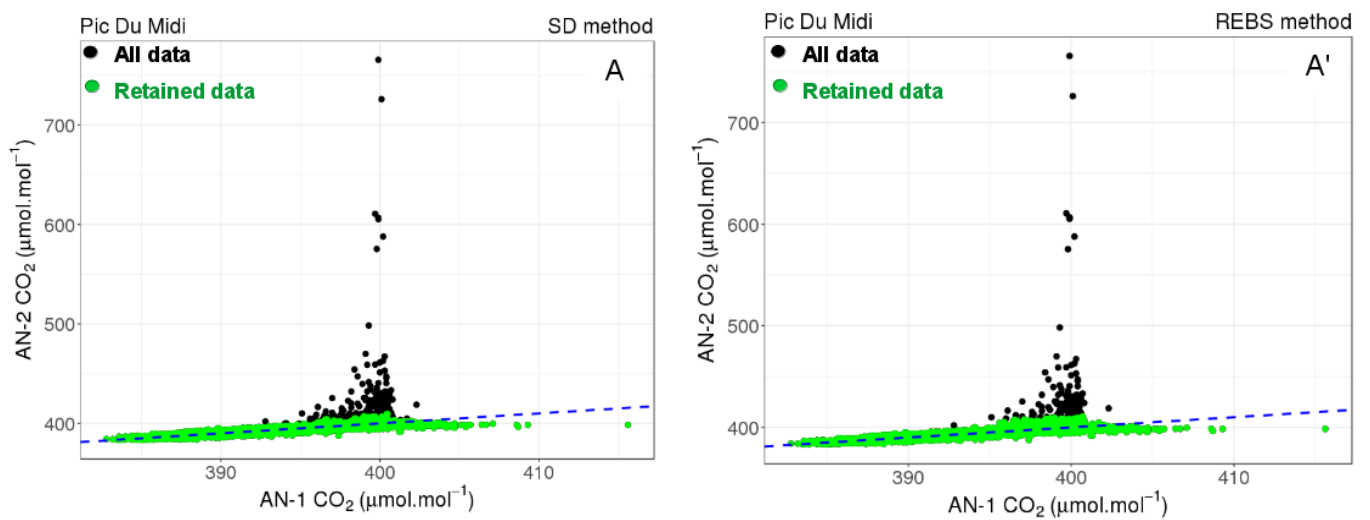 Pic Du Midi SD method
All data
A
Retained data
700
600
500
400
AN-2 CO₂ (μmol.mol⁻¹)
390 400 410
AN-1 CO₂ (μmol.mol⁻¹)
Pic Du Midi REBS method
All data
A'
Retained data
700
600
500
400
AN-2 CO₂ (μmol.mol⁻¹)
390 400 410
AN-1 CO₂ (μmol.mol⁻¹)